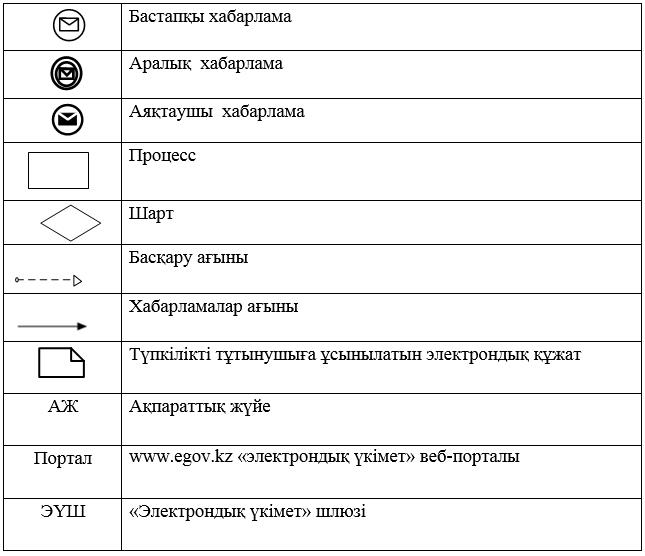 Бастапқы хабарлама
Аралық хабарлама
Аяқтаушы хабарлама
Процесс
Шарт
Басқару ағыны
Хабарламалар ағыны
Түпкілікті тұтынушыға ұсынылатын электрондық құжат
АЖ Ақпараттық жүйе
Портал www.egov.kz «электрондық үкімет» веб-порталы
ЭҮШ «Электрондық үкімет» шлюзі